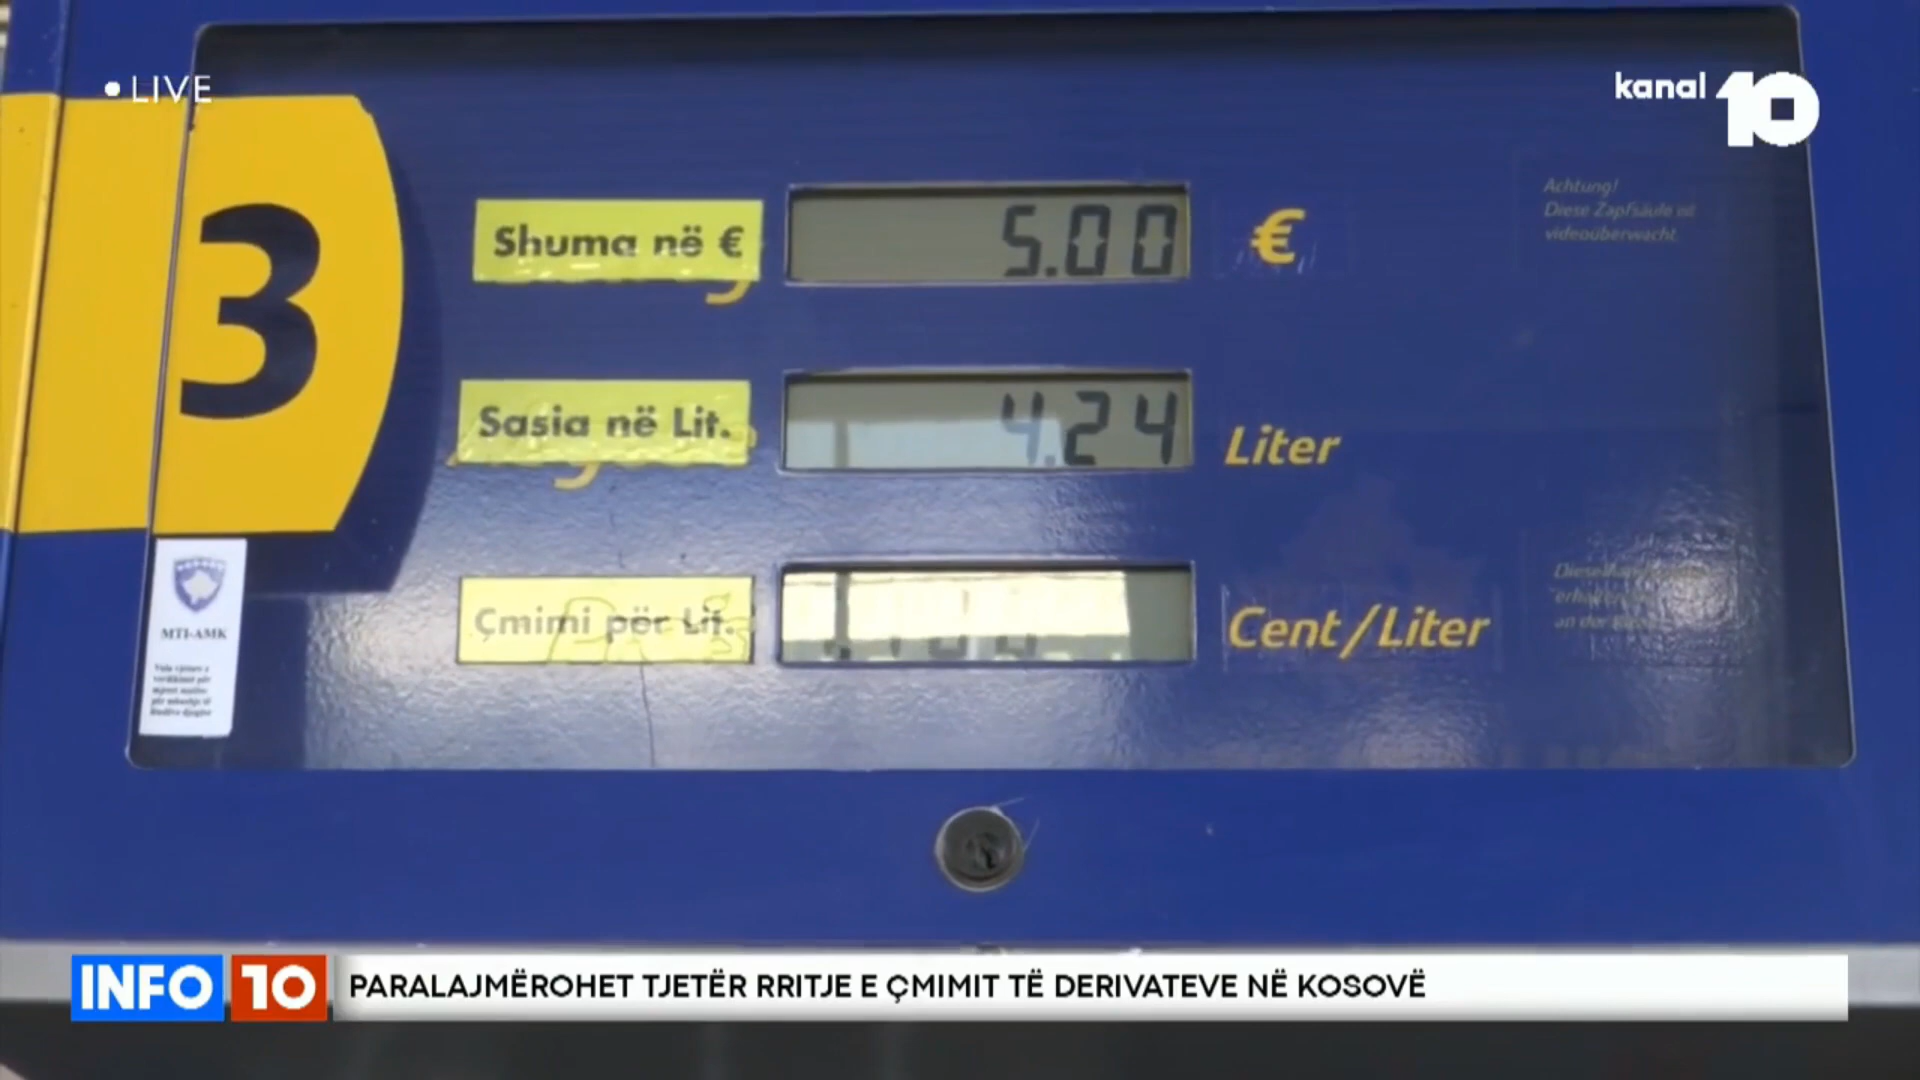 LIVE
kanal 10
3
Shuma në € 5.00 €
Achtung!
Diese Zapfsäule ist
videoüberwacht
Sasia në Lit. 4.24 Liter
Çmimi për Lit. Cent/Liter
MTI-AMK
INFO 10 PARALAJMËROHET TJETËR RRITJE E ÇMIMIT TË DERIVATEVE NË KOSOVË